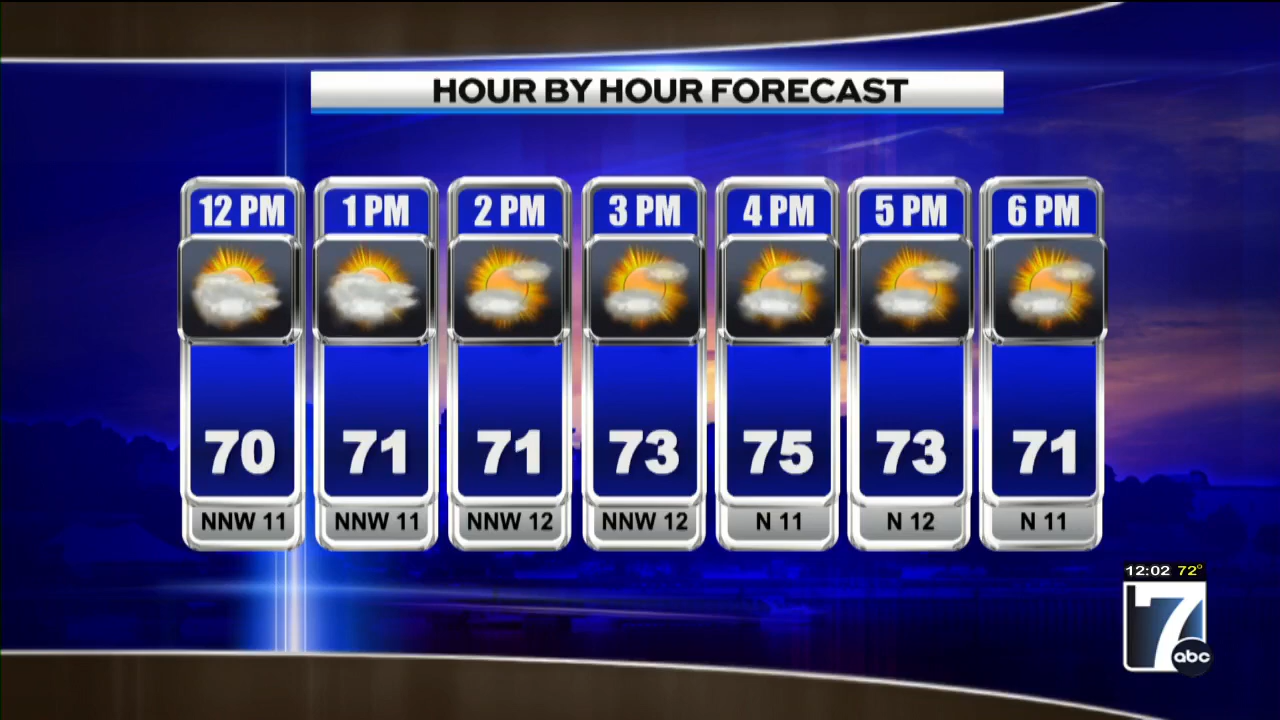 HOUR BY HOUR FORECAST
12 PM 1 PM 2 PM 3 PM 4 PM 5 PM 6 PM
70 71 71 73 75 73 71
NNW 11 NNW 11 NNW 12 NNW 12 N 11 N 12 N 11
12:02 72°
7
abc